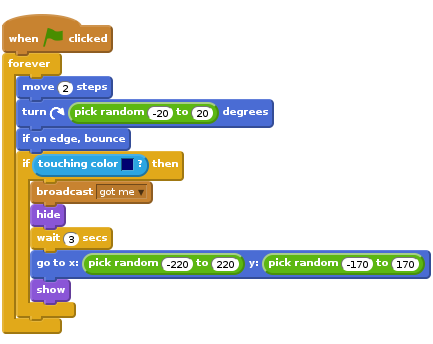 when clicked
forever
move 2 steps
turn pick random -20 to 20 degrees
if on edge, bounce
if touching color ? then
broadcast got me
hide
wait 3 secs
go to x: pick random -220 to 220 y: pick random -170 to 170
show